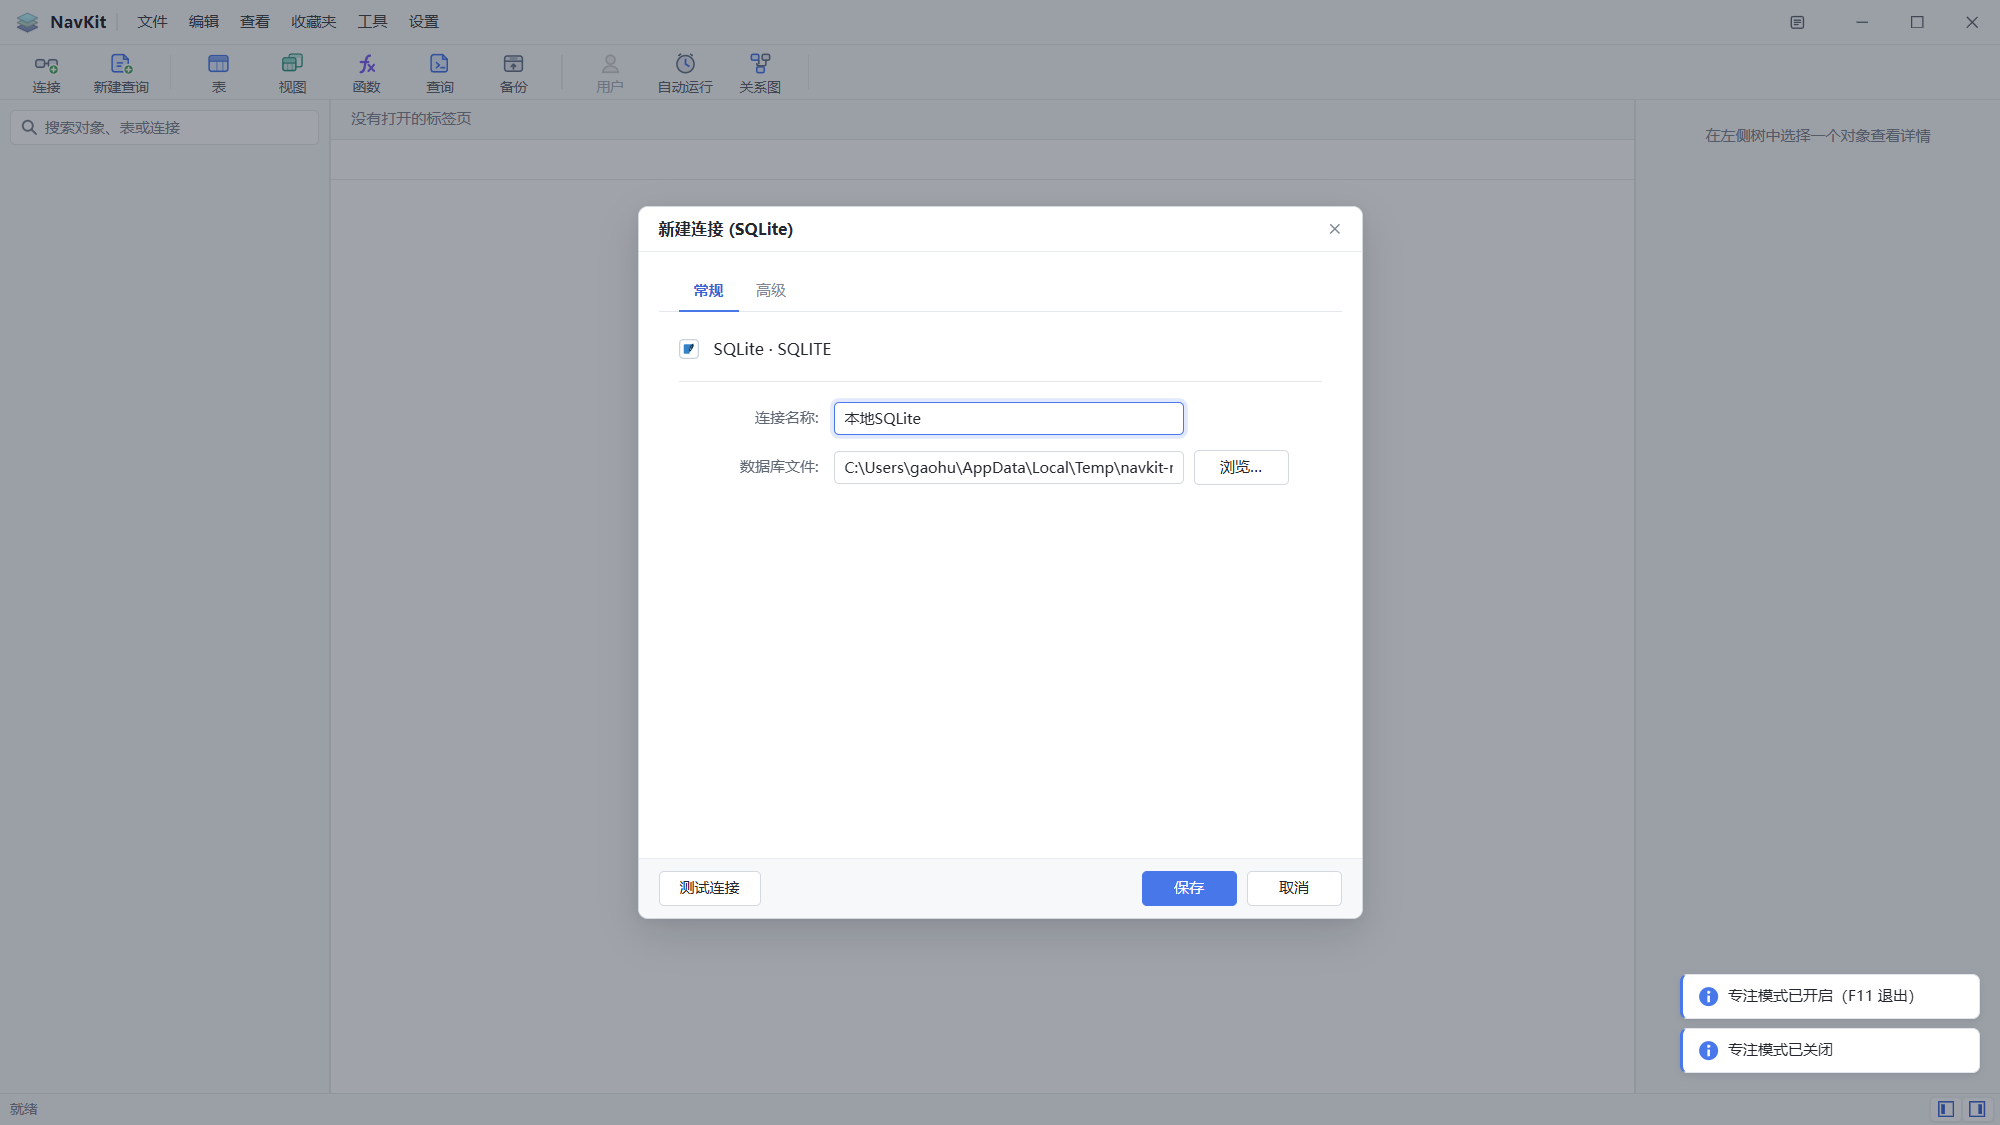 NavKit 文件 编辑 查看 收藏夹 工具 设置
连接 新建查询 表 视图 函数 查询 备份 用户 自动运行 关系图
搜索对象、表或连接
没有打开的标签页
在左侧树中选择一个对象查看详情
新建连接 (SQLite)
常规 高级
SQLite · SQLITE
连接名称: 本地SQLite
数据库文件: C:\Users\gaohu\AppData\Local\Temp\navkit-r 浏览...
测试连接 保存 取消
专注模式已开启（F11 退出）
专注模式已关闭
就绪